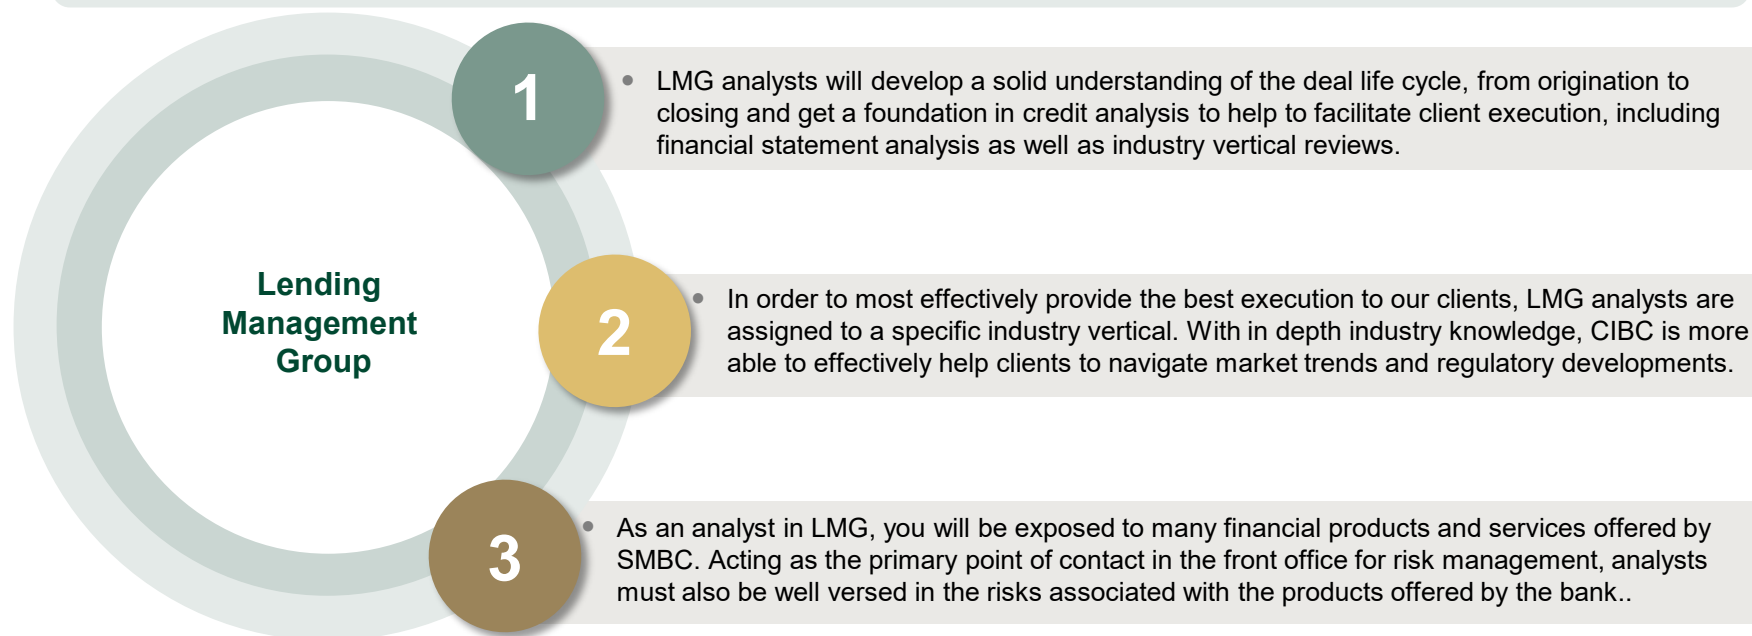 1
• LMG analysts will develop a solid understanding of the deal life cycle, from origination to
closing and get a foundation in credit analysis to help to facilitate client execution, including
financial statement analysis as well as industry vertical reviews.
Lending
Management
Group
2
• In order to most effectively provide the best execution to our clients, LMG analysts are
assigned to a specific industry vertical. With in depth industry knowledge, CIBC is more
able to effectively help clients to navigate market trends and regulatory developments.
3
• As an analyst in LMG, you will be exposed to many financial products and services offered by
SMBC. Acting as the primary point of contact in the front office for risk management, analysts
must also be well versed in the risks associated with the products offered by the bank..